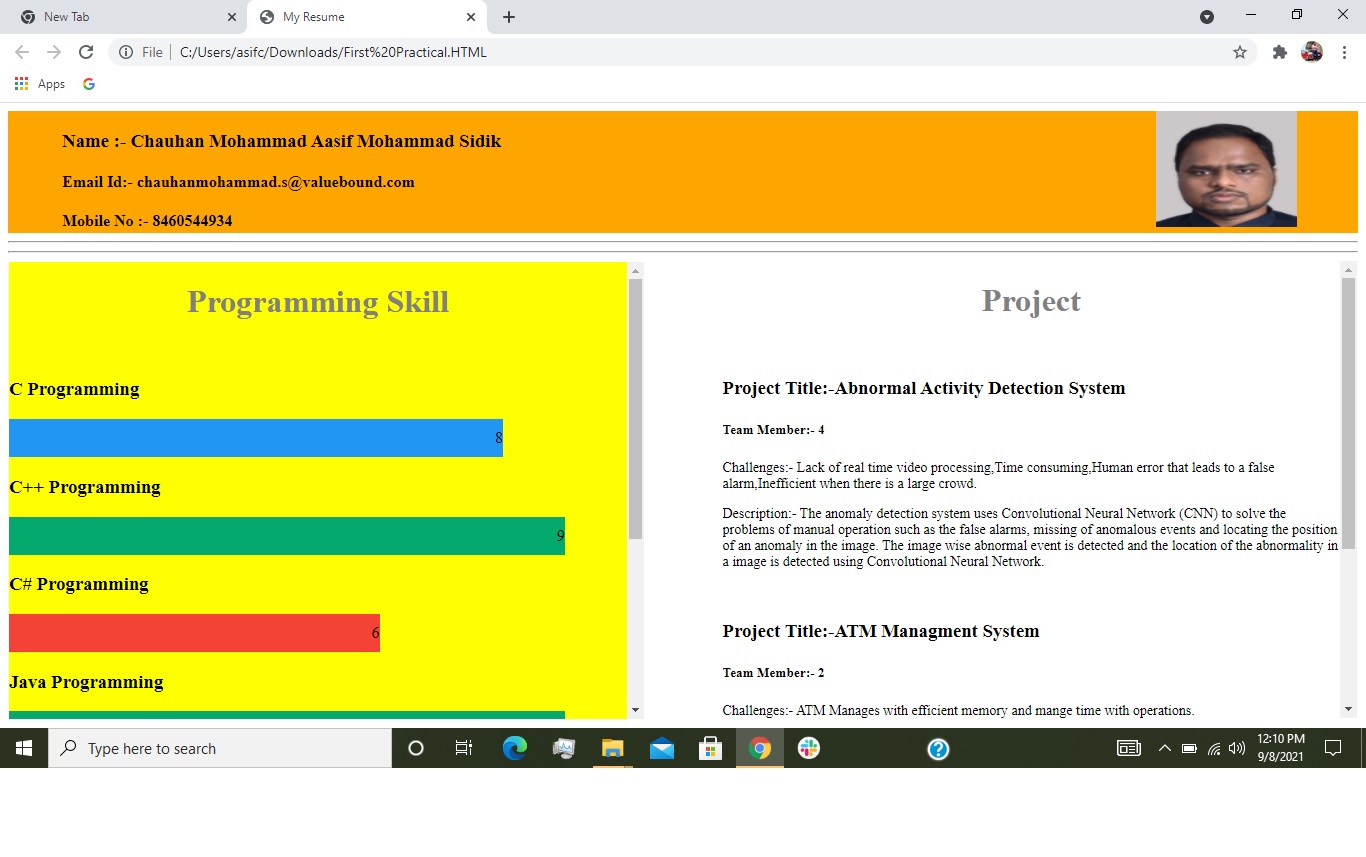 New Tab
My Resume
File
C:/Users/asifc/Downloads/First%20Practical.HTML
Apps
Name :- Chauhan Mohammad Aasif Mohammad Sidik
Email Id:- chauhanmohammad.s@valuebound.com
Mobile No :- 8460544934
Programming Skill
C Programming
8
C++ Programming
9
C# Programming
6
Java Programming
Project
Project Title:-Abnormal Activity Detection System
Team Member:- 4
Challenges:- Lack of real time video processing,Time consuming,Human error that leads to a false
alarm,Inefficient when there is a large crowd.
Description:- The anomaly detection system uses Convolutional Neural Network (CNN) to solve the
problems of manual operation such as the false alarms, missing of anomalous events and locating the position
of an anomaly in the image. The image wise abnormal event is detected and the location of the abnormality in
a image is detected using Convolutional Neural Network.
Project Title:-ATM Managment System
Team Member:- 2
Challenges:- ATM Manages with efficient memory and mange time with operations.
Type here to search
12:10 PM
9/8/2021